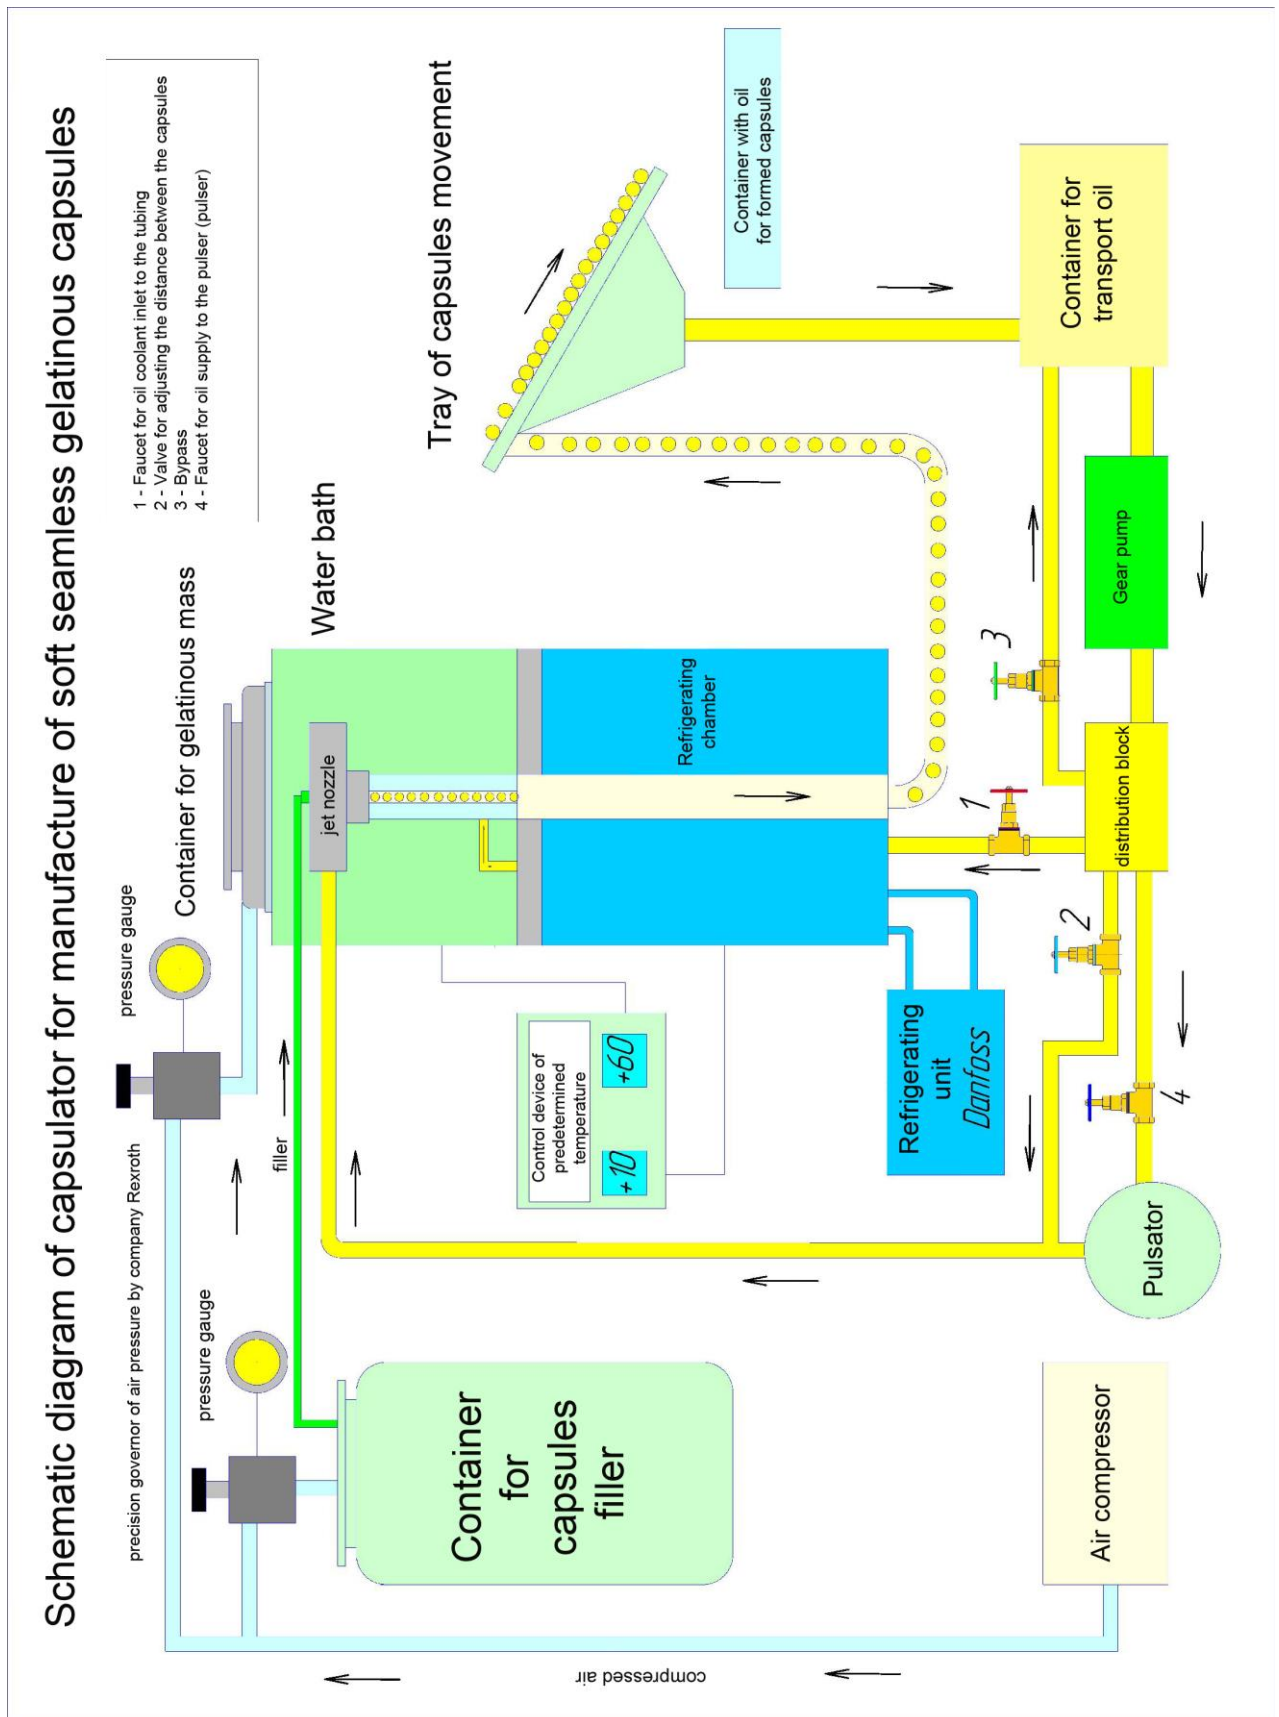 Schematic diagram of capsulator for manufacture of soft seamless gelatinous capsules
precision governor of air pressure by company Rexroth
pressure gauge
Container for gelatinous mass
1 - Faucet for oil coolant inlet to the tubing
2 - Valve for adjusting the distance between the capsules
3 - Bypass
4 - Faucet for oil supply to the pulser (pulser)
pressure gauge
filler
jet nozzle
Water bath
Tray of capsules movement
Container
for
capsules
filler
Control device of
predetermined
temperature
+10
+60
Refrigerating
chamber
Container with oil
for formed capsules
compressed air
Refrigerating
unit
Danfoss
1
3
2
4
Air compressor
Pulsator
distribution block
Gear pump
Container for
transport oil